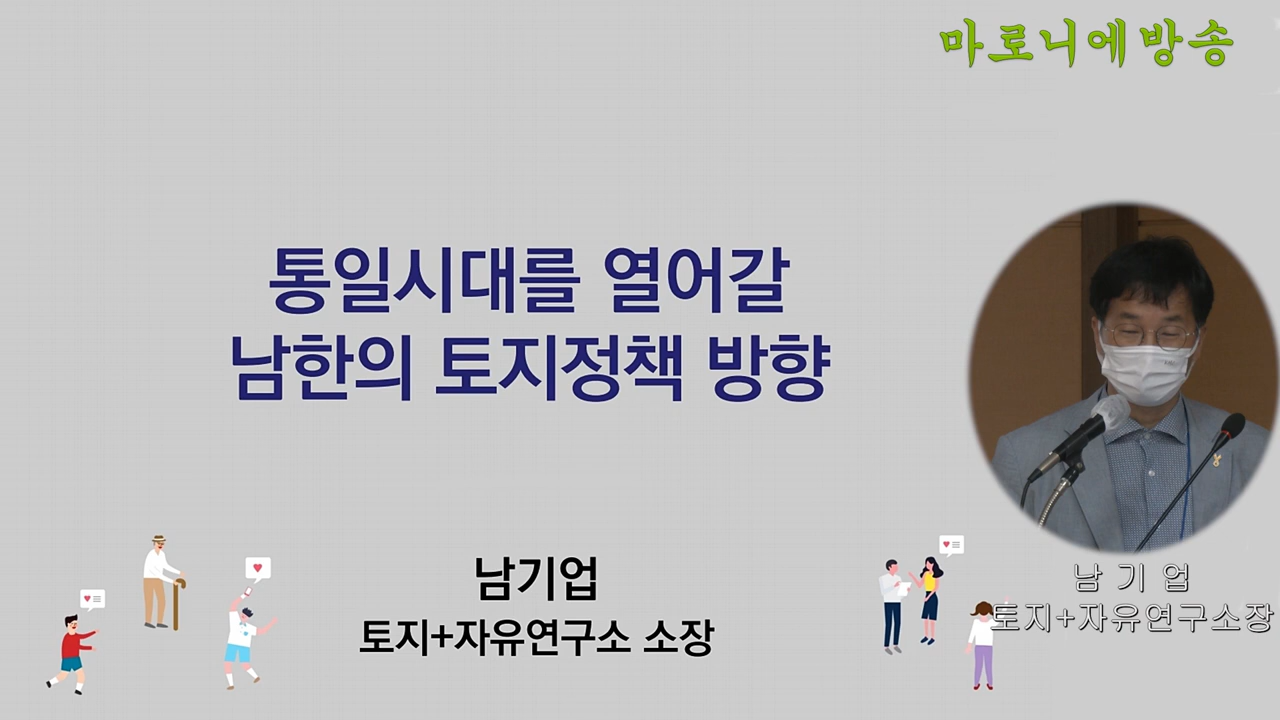 마로니에방송
통일시대를 열어갈
남한의 토지정책 방향
남기업
토지+자유연구소 소장
남 기 업
토지+자유연구소장